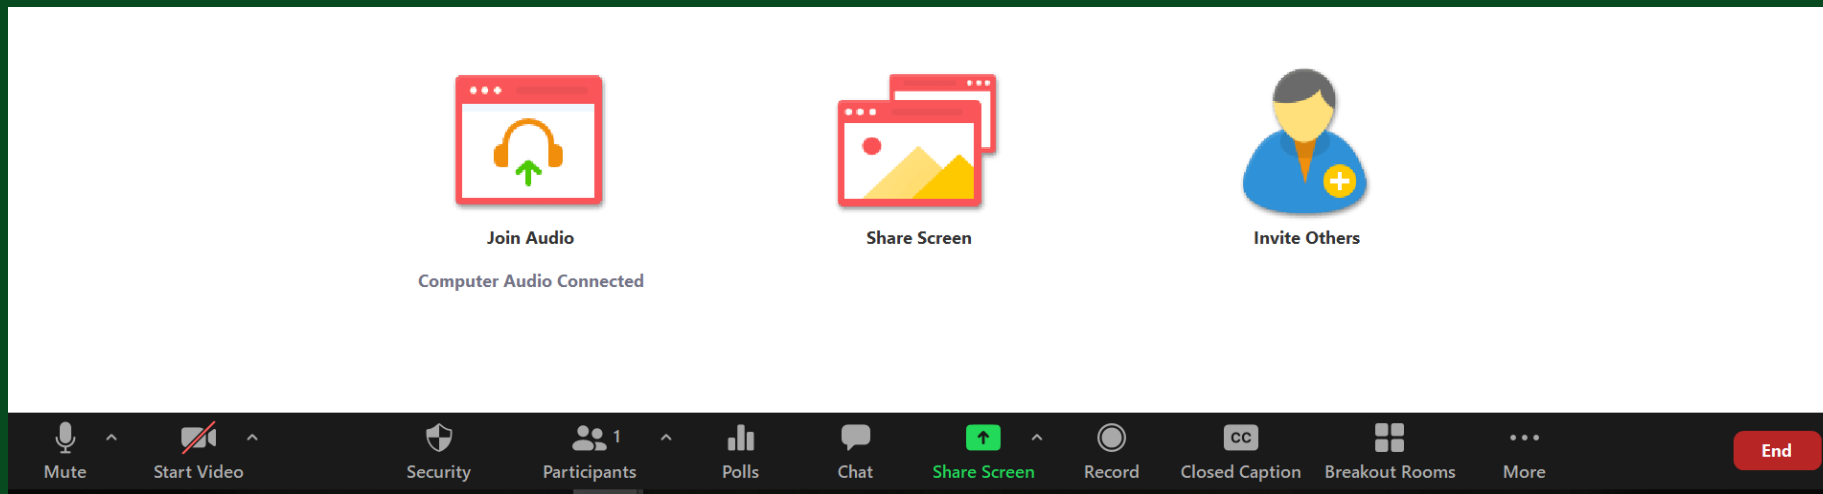 Join Audio
Share Screen
Invite Others
Computer Audio Connected
1
CC
Mute
Start Video
Security
Participants
Polls
Chat
Share Screen
Record
Closed Caption
Breakout Rooms
More
End